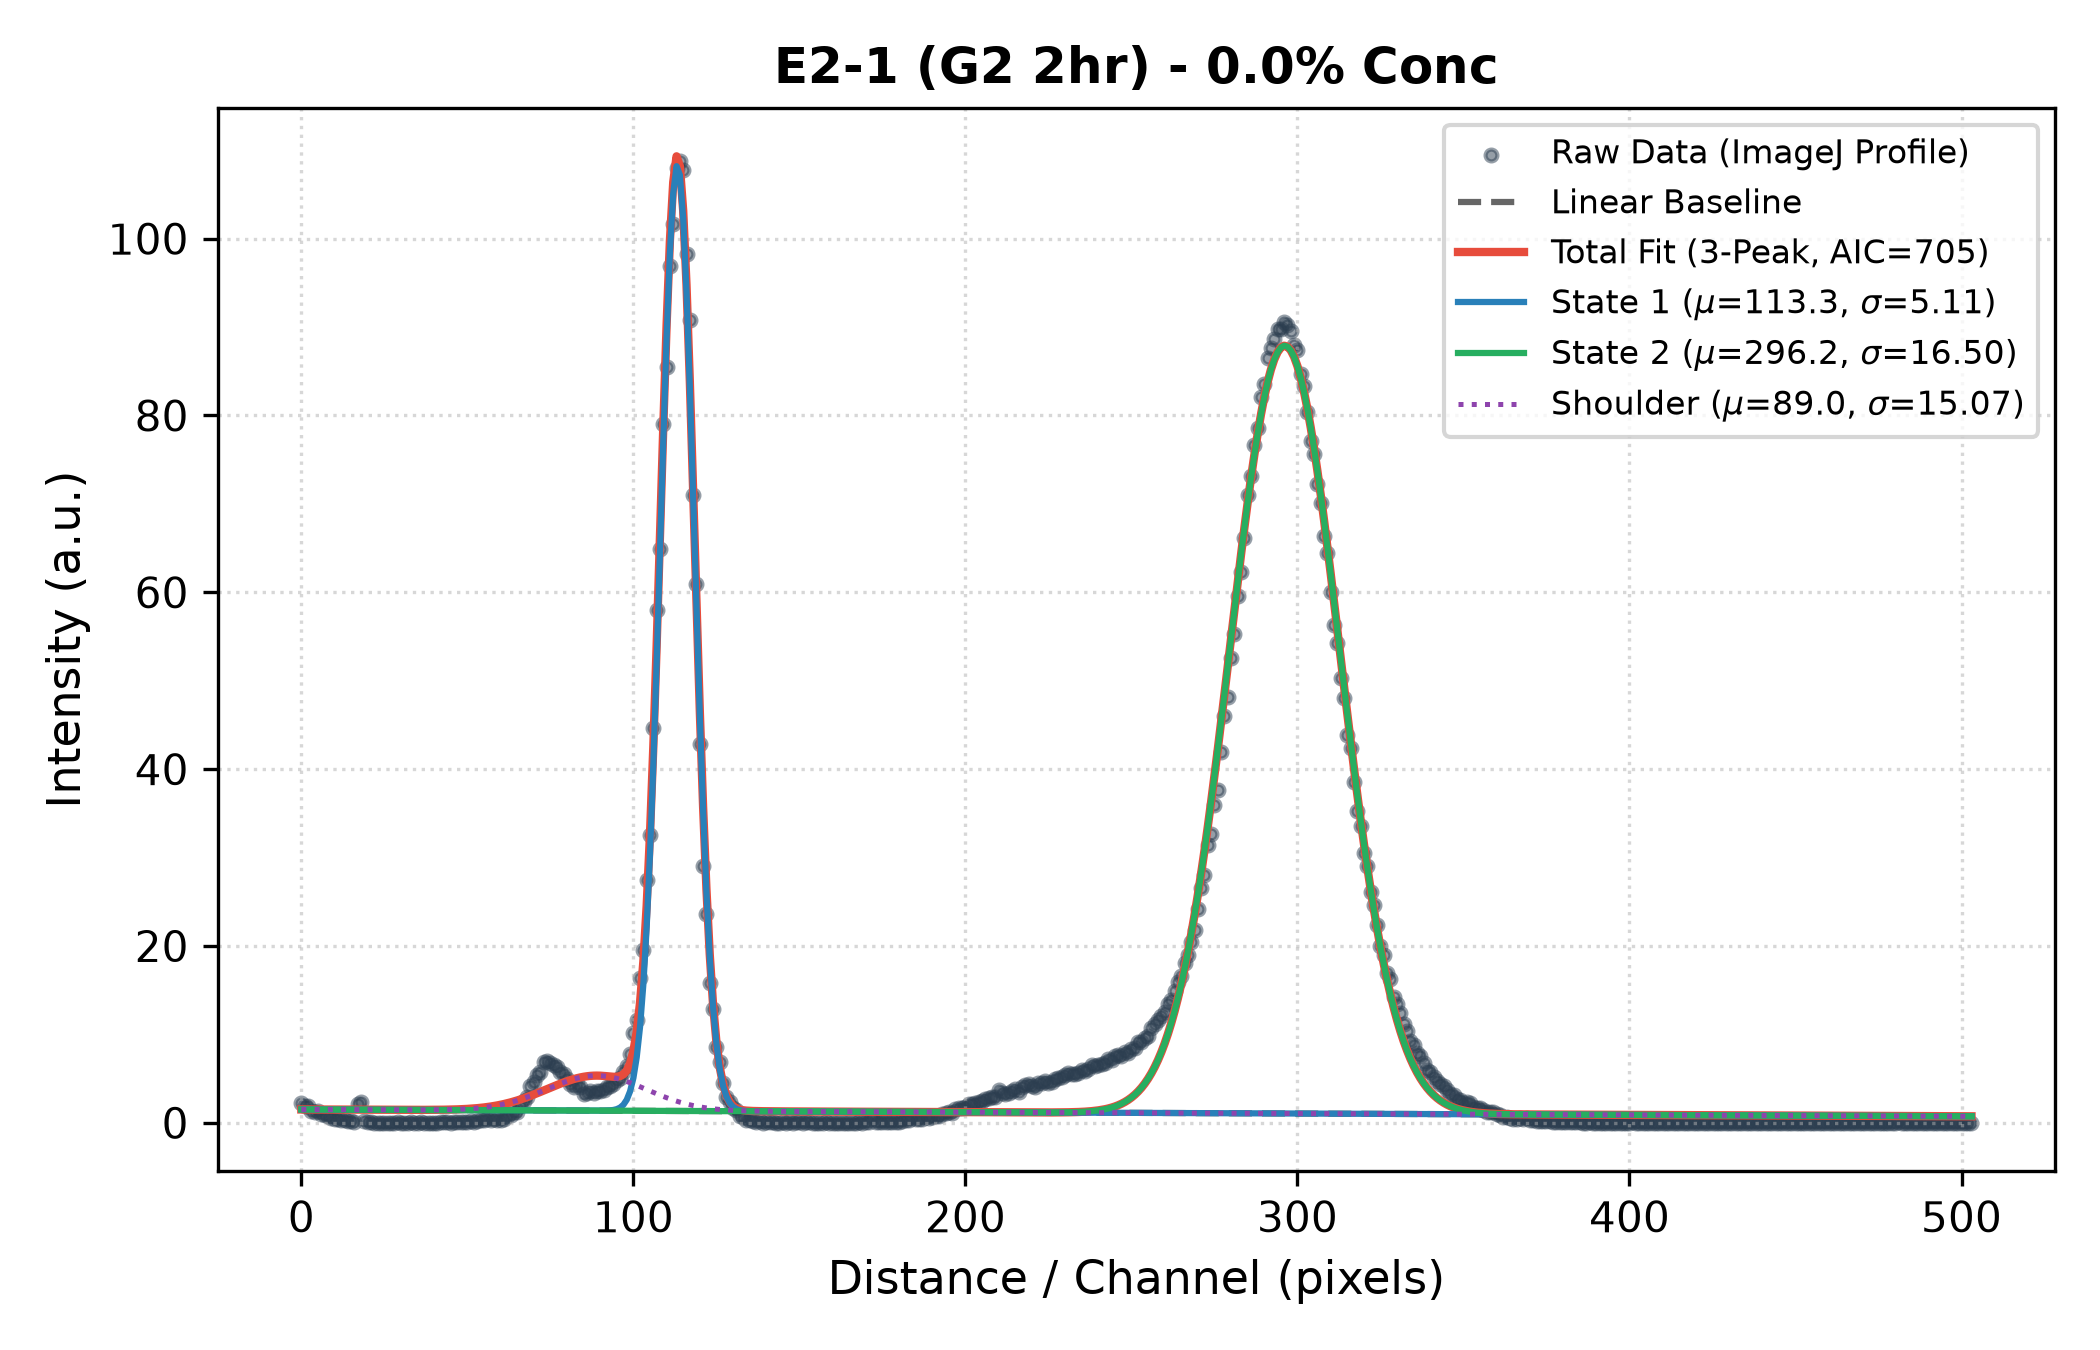 E2-1 (G2 2hr) - 0.0% Conc
Raw Data (ImageJ Profile)
Linear Baseline
Total Fit (3-Peak, AIC=705)
State 1 (μ=113.3, σ=5.11)
State 2 (μ=296.2, σ=16.50)
Shoulder (μ=89.0, σ=15.07)
Intensity (a.u.)
100
80
60
40
20
0
0 100 200 300 400 500
Distance / Channel (pixels)